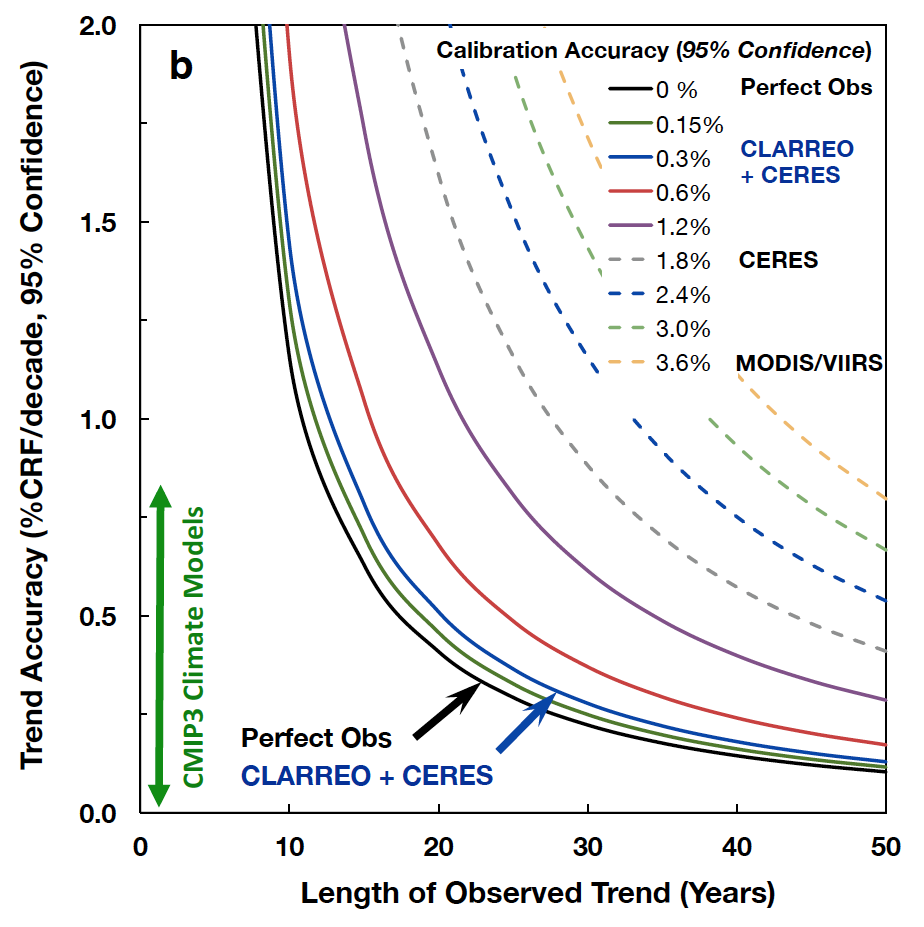 b
Calibration Accuracy (95% Confidence)
0 % Perfect Obs
0.15%
0.3% CLARREO
+ CERES
0.6%
1.2%
1.8% CERES
2.4%
3.0%
3.6% MODIS/VIIRS
Trend Accuracy (%CRF/decade, 95% Confidence)
2.0
1.5
1.0
0.5
0.0
CMIP3 Climate Models
Perfect Obs
CLARREO + CERES
0 10 20 30 40 50
Length of Observed Trend (Years)